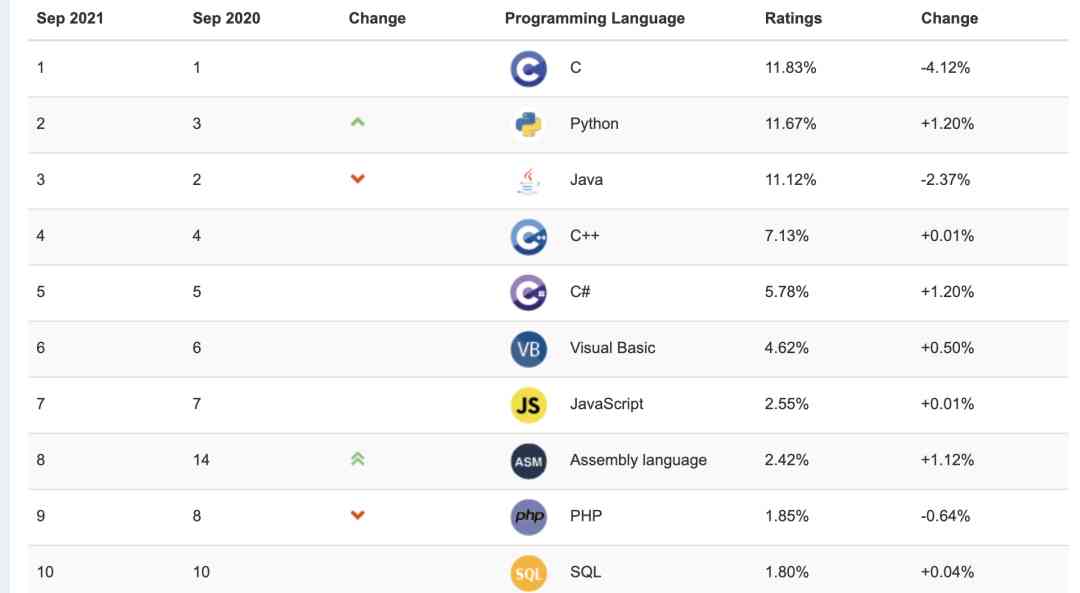 Sep 2021 Sep 2020 Change Programming Language Ratings Change
1 1 C 11.83% -4.12%
2 3 Python 11.67% +1.20%
3 2 Java 11.12% -2.37%
4 4 C++ 7.13% +0.01%
5 5 C# 5.78% +1.20%
6 6 VB Visual Basic 4.62% +0.50%
7 7 JS JavaScript 2.55% +0.01%
8 14 ASM Assembly language 2.42% +1.12%
9 8 php PHP 1.85% -0.64%
10 10 SQL SQL 1.80% +0.04%